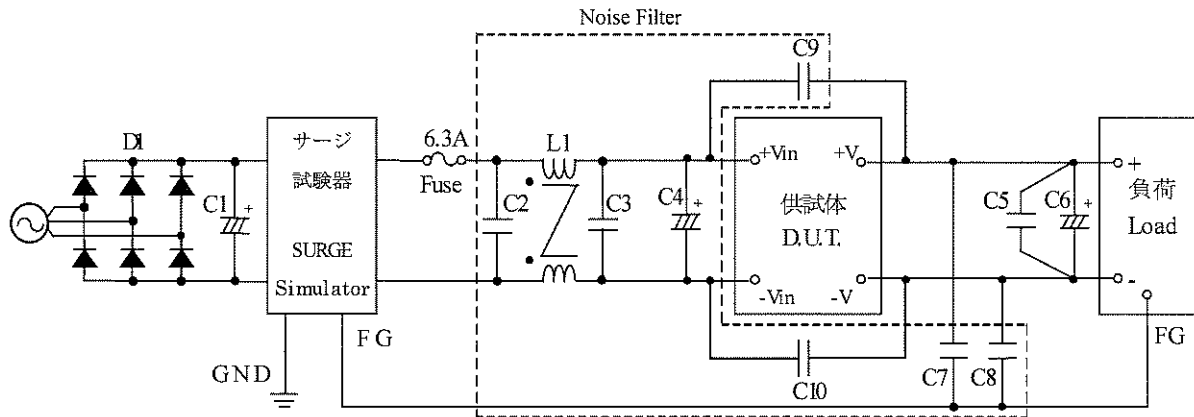 Noise Filter
C9
D1
サージ
試験器
SURGE
Simulator
6.3A
Fuse
L1
+Vin
+V
供試体
D.U.T.
-Vin
-V
+
負荷
Load
-
C1
+
C2
C3
C4
+
C5
C6
+
FG
FG
GND
C10
C7
C8